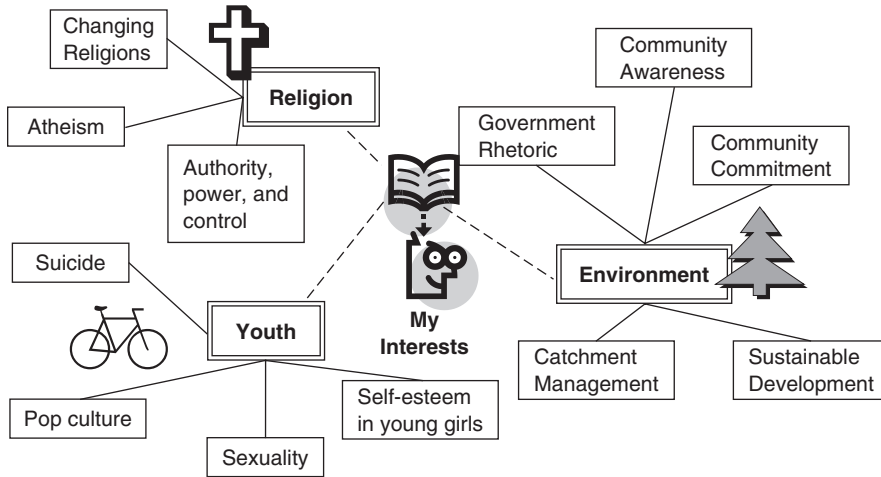 Changing
Religions
Religion
Atheism
Authority,
power, and
control
Community
Awareness
Government
Rhetoric
Community
Commitment
Environment
Catchment
Management
Sustainable
Development
My
Interests
Suicide
Youth
Pop culture
Sexuality
Self-esteem
in young girls